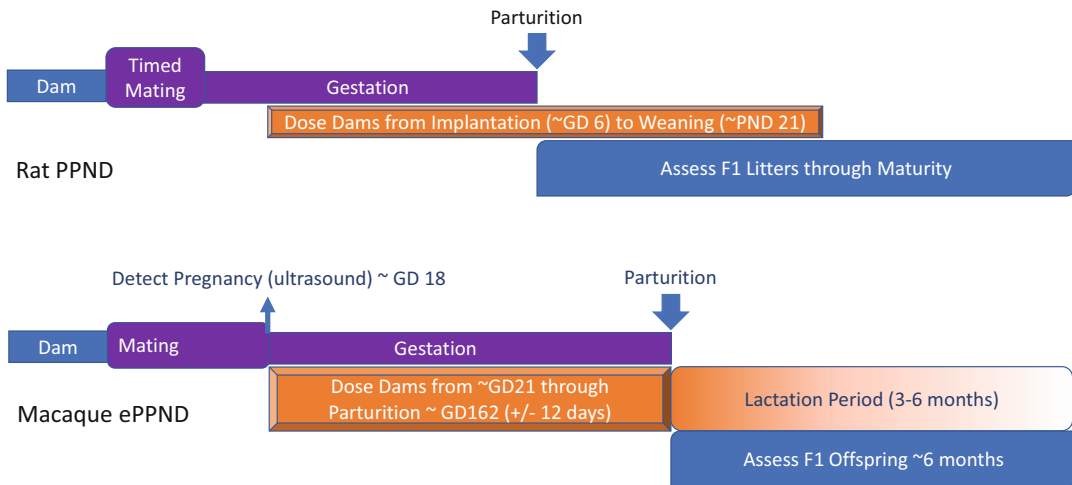 Parturition
Dam
Timed
Mating
Gestation
Dose Dams from Implantation (~GD 6) to Weaning (~PND 21)
Rat PPND
Assess F1 Litters through Maturity
Detect Pregnancy (ultrasound) ~ GD 18
Parturition
Dam
Mating
Gestation
Dose Dams from ~GD21 through
Parturition ~ GD162 (+/- 12 days)
Lactation Period (3-6 months)
Macaque ePPND
Assess F1 Offspring ~6 months